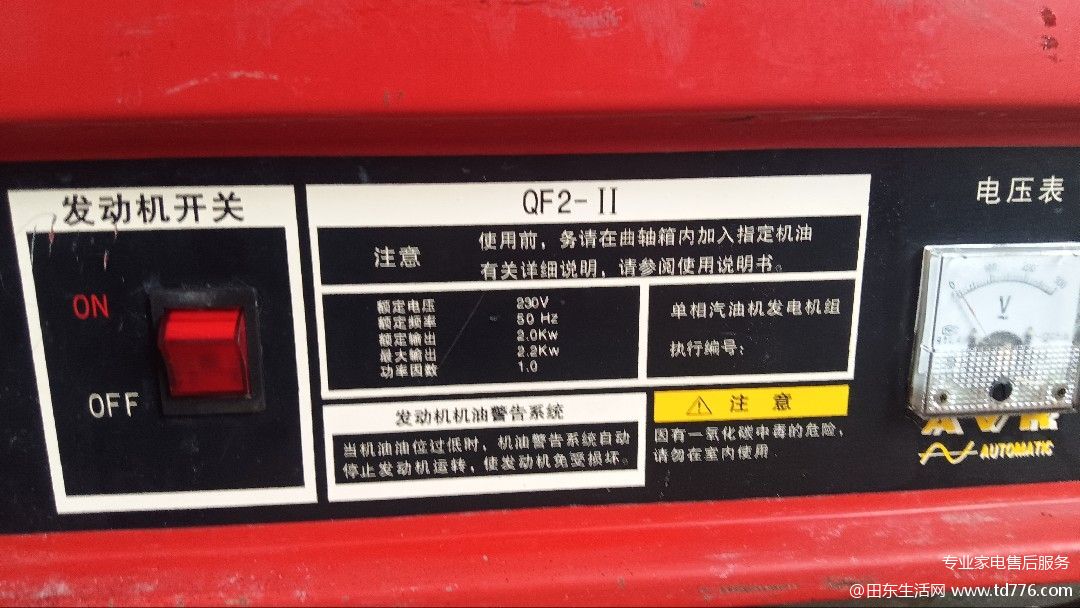 发动机开关
ON
OFF
QF2-II
注意
使用前，务请在曲轴箱内加入指定机油
有关详细说明，请参阅使用说明书。
额定电压 230V
额定频率 50 Hz
额定输出 2.0Kw
最大输出 2.2Kw
功率因数 1.0
单相汽油机发电机组
执行编号：
发动机机油警告系统
当机油油位过低时，机油警告系统自动
停止发动机运转，使发动机免受损坏。
注意
因有一氧化碳中毒的危险，
请勿在室内使用
电压表
V
AVR
AUTOMATIC
专业家电售后服务
@田东生活网 www.td776.com